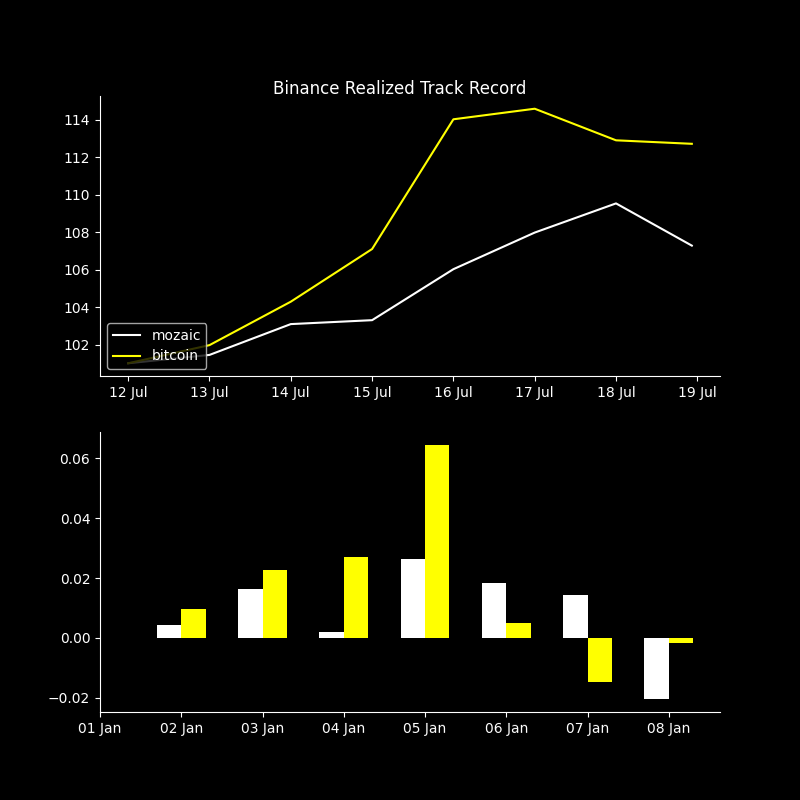 Binance Realized Track Record
114
112
110
108
106
104
102
mozaic
bitcoin
12 Jul 13 Jul 14 Jul 15 Jul 16 Jul 17 Jul 18 Jul 19 Jul
0.06
0.04
0.02
0.00
−0.02
01 Jan 02 Jan 03 Jan 04 Jan 05 Jan 06 Jan 07 Jan 08 Jan